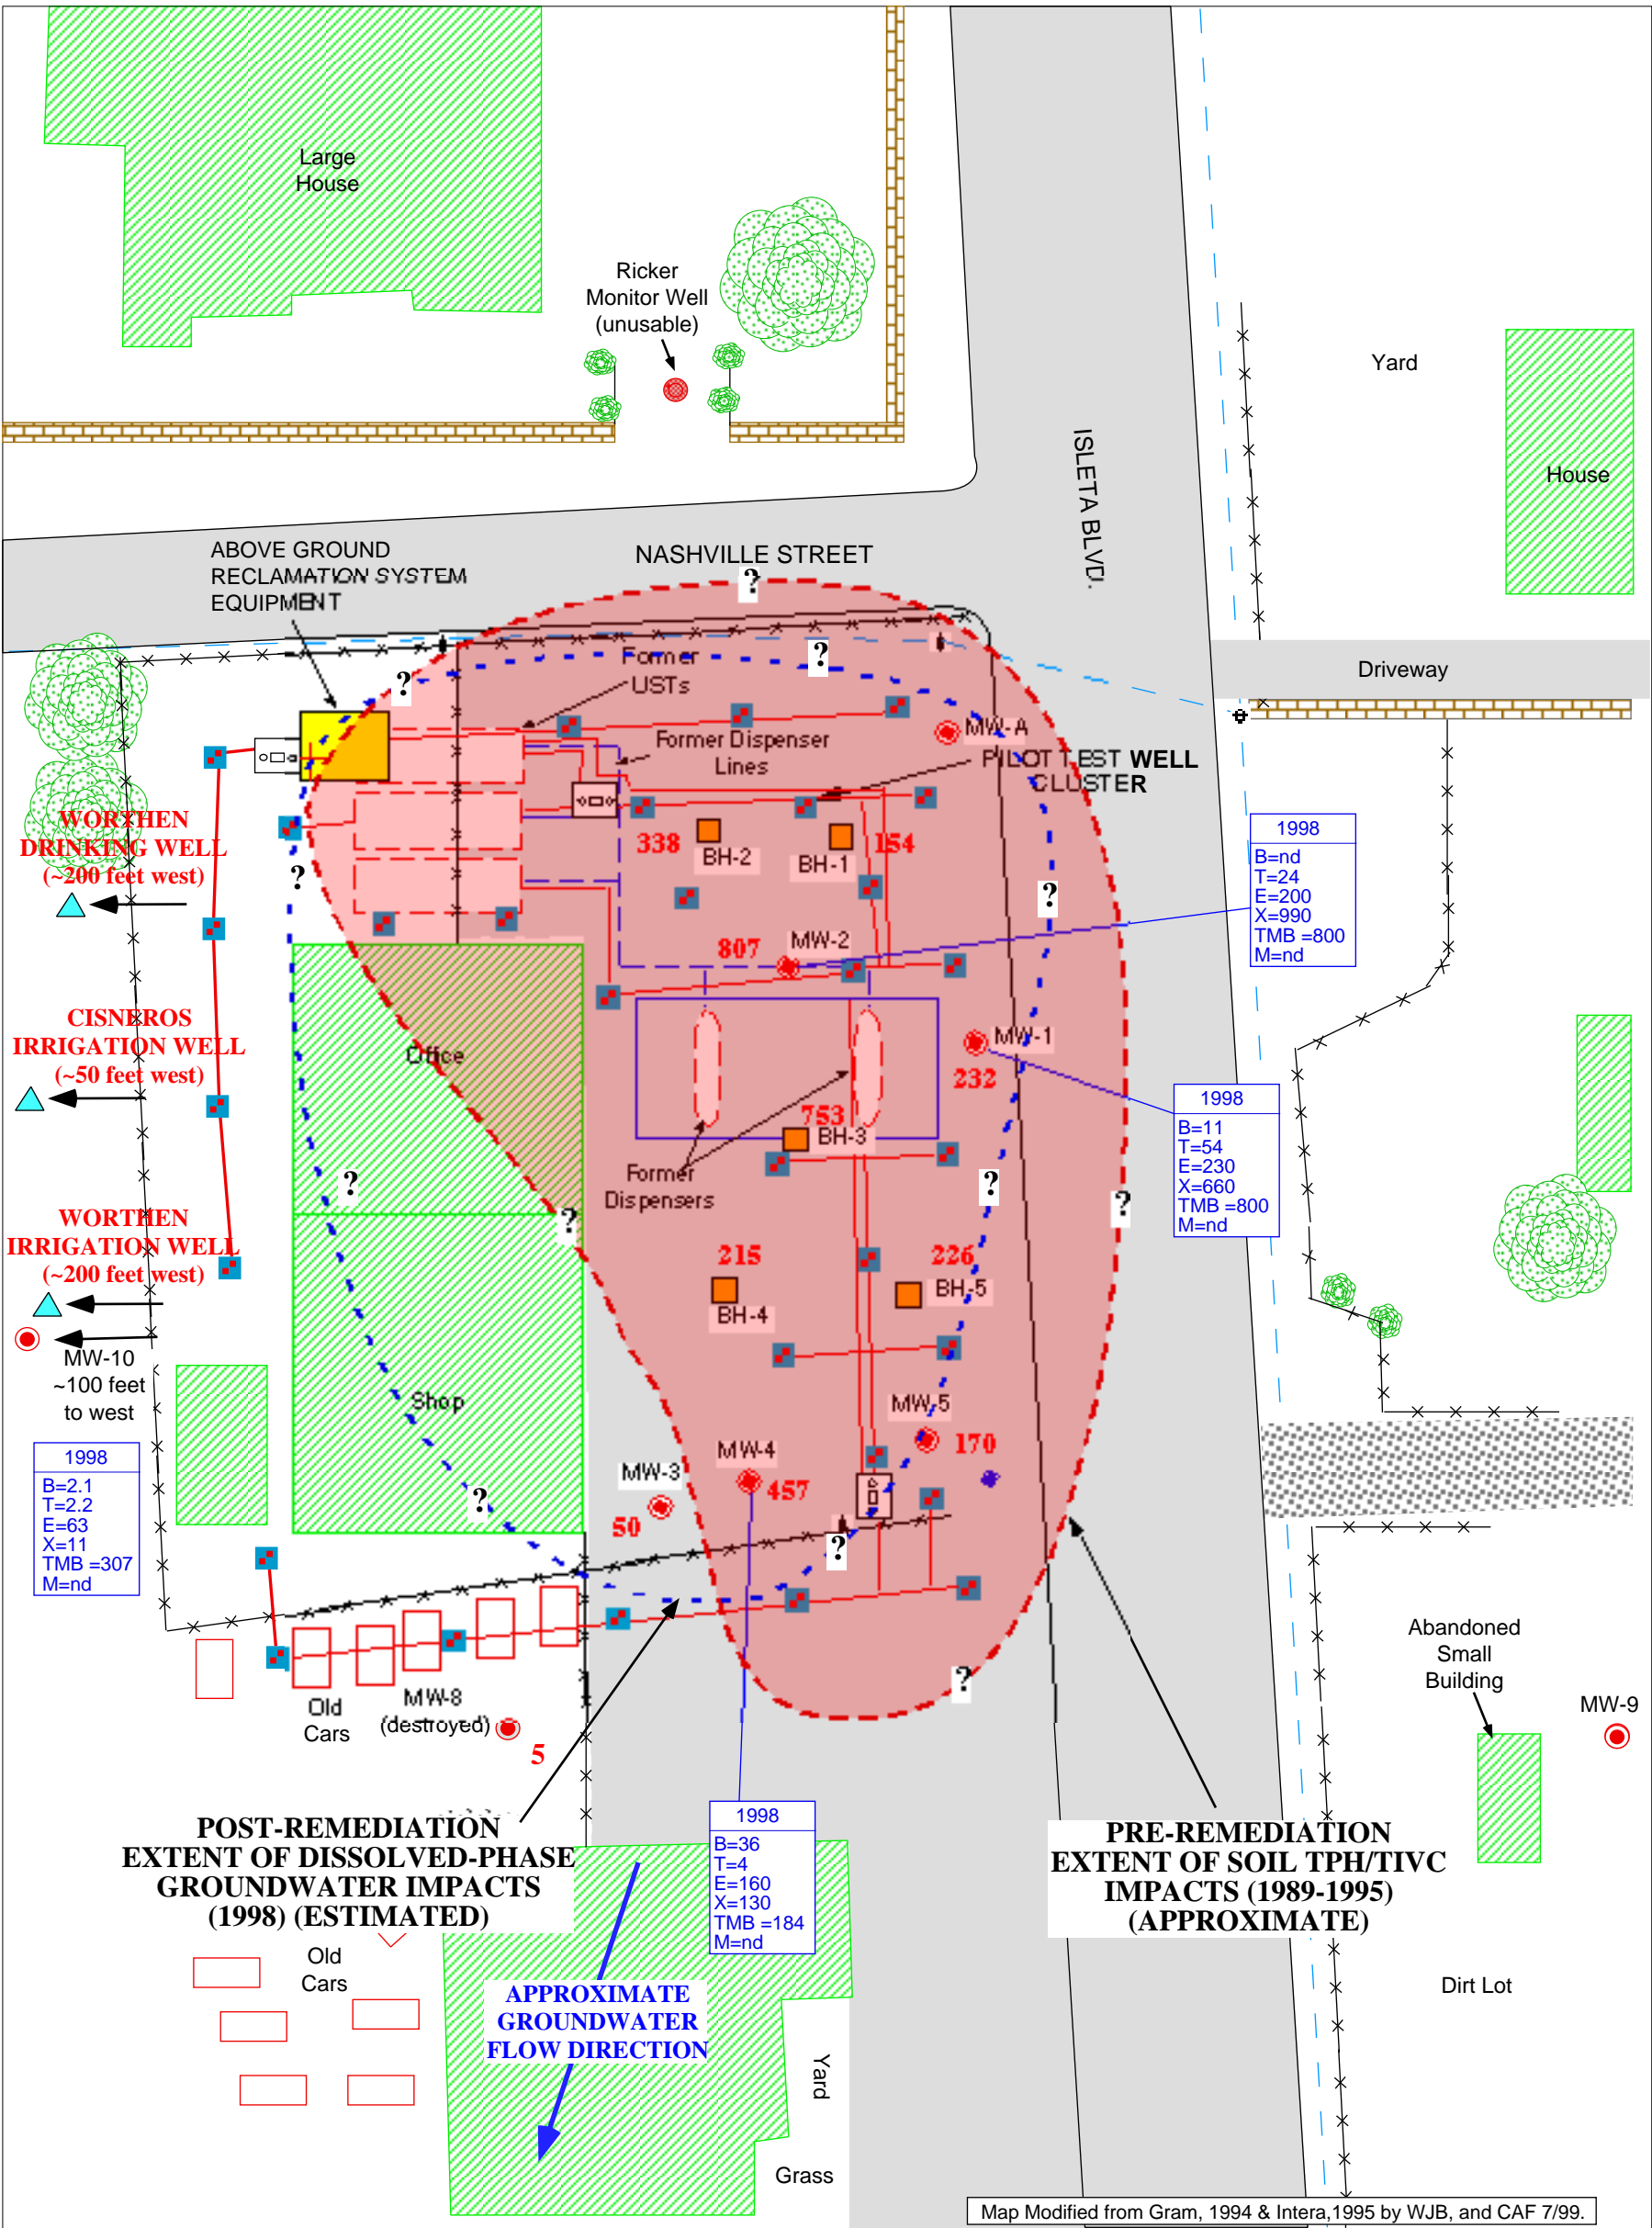 Large
House
Ricker
Monitor Well
(unusable)
Yard
House
ISLETA BLVD.
ABOVE GROUND
RECLAMATION SYSTEM
EQUIPMENT
NASHVILLE STREET
?
?
?
Driveway
Former
USTs
MW-A
Former Dispenser
Lines
PILOT TEST WELL
CLUSTER
WORTHEN
DRINKING WELL
(~200 feet west)
338
BH-2
BH-1
154
?
?
1998
B=nd
T=24
E=200
X=990
TMB =800
M=nd
807
MW-2
CISNEROS
IRRIGATION WELL
(~50 feet west)
Office
MW-1
232
753
BH-3
1998
B=11
T=54
E=230
X=660
TMB =800
M=nd
Former
Dispensers
?
?
?
?
WORTHEN
IRRIGATION WELL
(~200 feet west)
215
226
BH-4
BH-5
MW-10
~100 feet
to west
Shop
MW-5
170
MW-4
457
MW-3
50
?
?
1998
B=2.1
T=2.2
E=63
X=11
TMB =307
M=nd
Old
Cars
MW-8
(destroyed)
5
?
Abandoned
Small
Building
MW-9
POST-REMEDIATION
EXTENT OF DISSOLVED-PHASE
GROUNDWATER IMPACTS
(1998) (ESTIMATED)
1998
B=36
T=4
E=160
X=130
TMB =184
M=nd
PRE-REMEDIATION
EXTENT OF SOIL TPH/TIVC
IMPACTS (1989-1995)
(APPROXIMATE)
Old
Cars
APPROXIMATE
GROUNDWATER
FLOW DIRECTION
Dirt Lot
Yard
Grass
Map Modified from Gram, 1994 & Intera,1995 by WJB, and CAF 7/99.